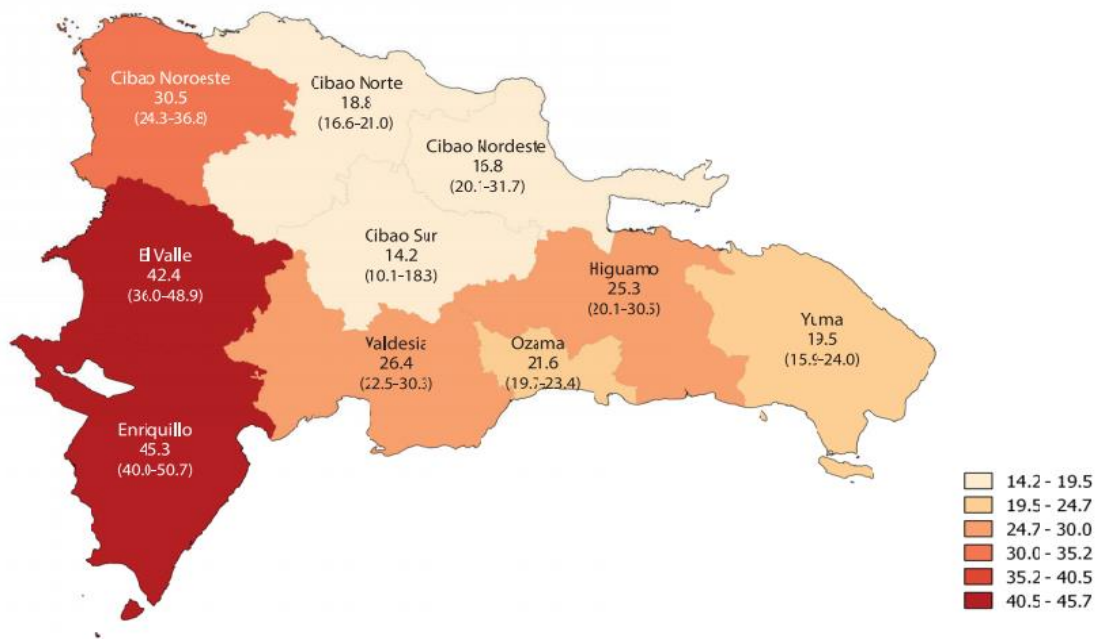 Cibao Noroeste
30.5
(24.3–36.8)
Cibao Norte
18.8
(16.6–21.0)
Cibao Nordeste
16.8
(20.1–31.7)
El Valle
42.4
(36.0–48.9)
Cibao Sur
14.2
(10.1–18.3)
Higuamo
25.3
(20.1–30.5)
Yuma
19.5
(15.9–24.0)
Valdesia
26.4
(22.5–30.3)
Ozama
21.6
(19.7–23.4)
Enriquillo
45.3
(40.0–50.7)
14.2 - 19.5
19.5 - 24.7
24.7 - 30.0
30.0 - 35.2
35.2 - 40.5
40.5 - 45.7